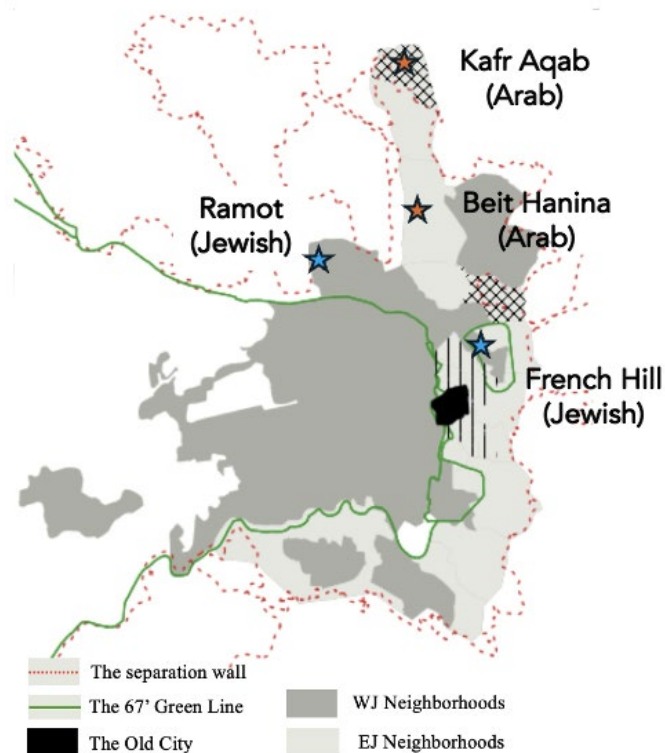 Kafr Aqab
(Arab)
Ramot
(Jewish)
Beit Hanina
(Arab)
French Hill
(Jewish)
The separation wall
The 67' Green Line
The Old City
WJ Neighborhoods
EJ Neighborhoods